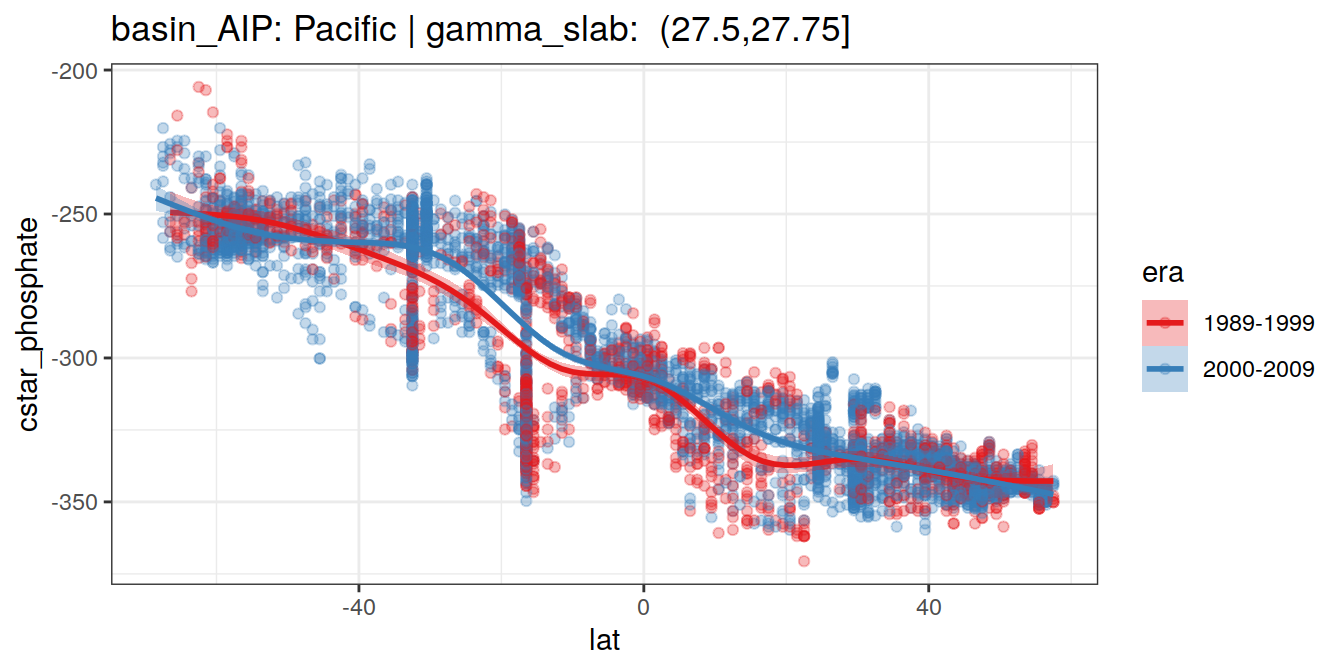 basin_AIP: Pacific | gamma_slab:  (27.5,27.75]
-200
-250
-300
-350
cstar_phosphate
-40
0
40
lat
era
1989-1999
2000-2009